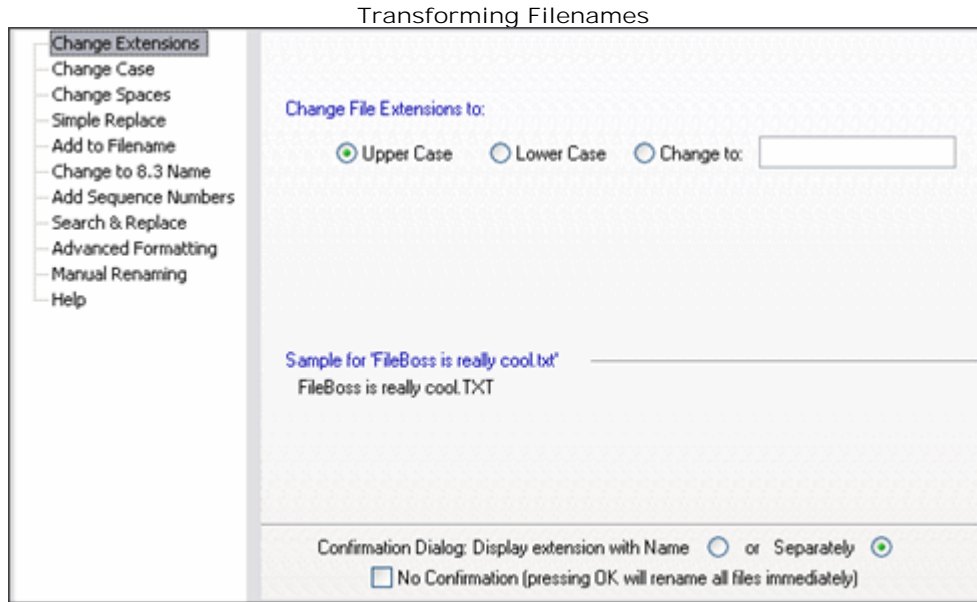 Transforming Filenames
Change Extensions
Change Case
Change Spaces
Simple Replace
Add to Filename
Change to 8.3 Name
Add Sequence Numbers
Search & Replace
Advanced Formatting
Manual Renaming
Help
Change File Extensions to:
Upper Case Lower Case Change to:
Sample for 'FileBoss is really cool.txt'
FileBoss is really cool.TXT
Confirmation Dialog: Display extension with Name or Separately
No Confirmation (pressing OK will rename all files immediately)